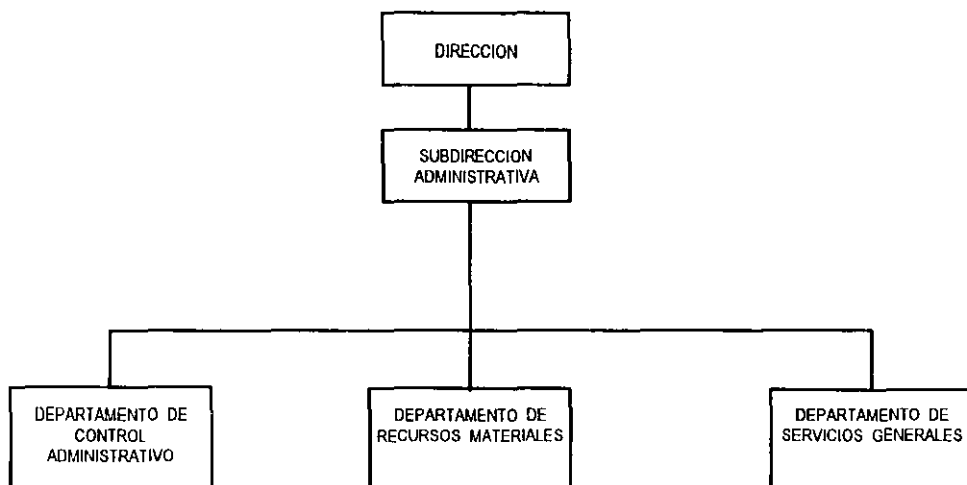 DIRECCION
SUBDIRECCION
ADMINISTRATIVA
DEPARTAMENTO DE
CONTROL
ADMINISTRATIVO
DEPARTAMENTO DE
RECURSOS MATERIALES
DEPARTAMENTO DE
SERVICIOS GENERALES